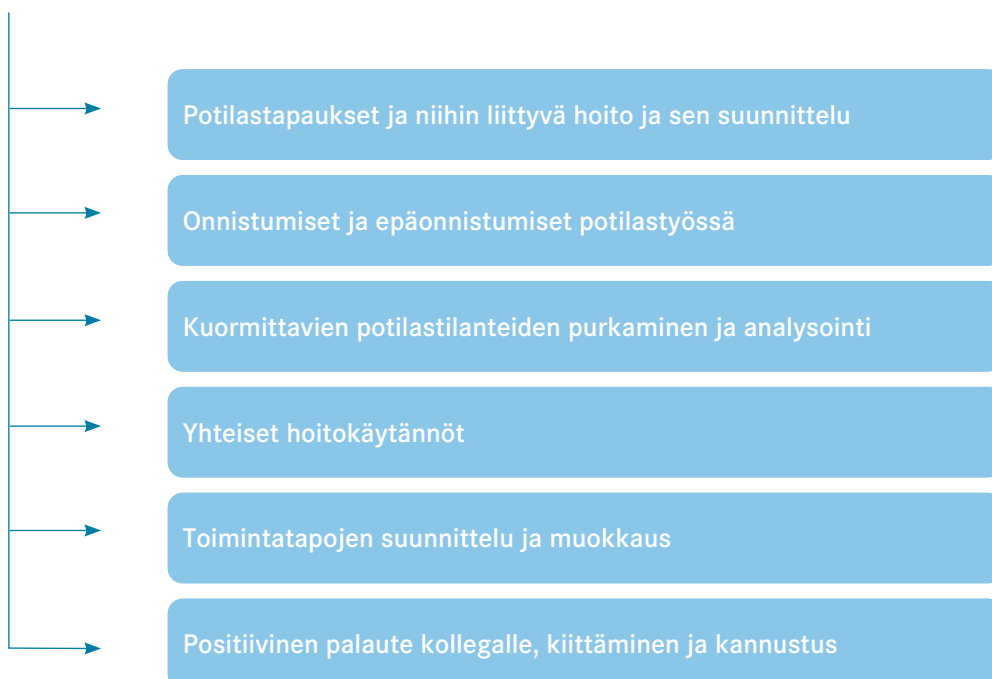 Potilastapaukset ja niihin liittyvä hoito ja sen suunnittelu
Onnistumiset ja epäonnistumiset potilastyössä
Kuormittavien potilastilanteiden purkaminen ja analysointi
Yhteiset hoitokäytännöt
Toimintatapojen suunnittelu ja muokkaus
Positiivinen palaute kollegalle, kiittäminen ja kannustus